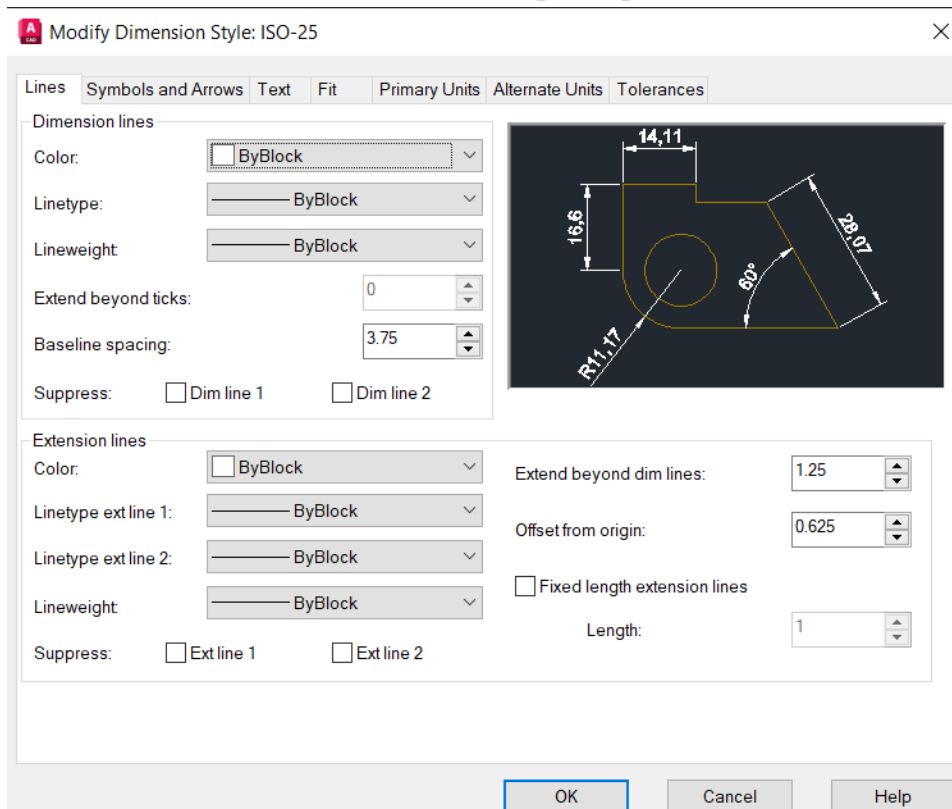 A
CAD
Modify Dimension Style: ISO-25
Lines Symbols and Arrows Text Fit Primary Units Alternate Units Tolerances
Dimension lines
Color: ByBlock
Linetype: ByBlock
Lineweight: ByBlock
Extend beyond ticks: 0
Baseline spacing: 3.75
Suppress: Dim line 1 Dim line 2
14,11
16,6
28,07
60°
R11,17
Extension lines
Color: ByBlock
Linetype ext line 1: ByBlock
Linetype ext line 2: ByBlock
Lineweight: ByBlock
Suppress: Ext line 1 Ext line 2
Extend beyond dim lines: 1.25
Offset from origin: 0.625
Fixed length extension lines
Length: 1
OK Cancel Help